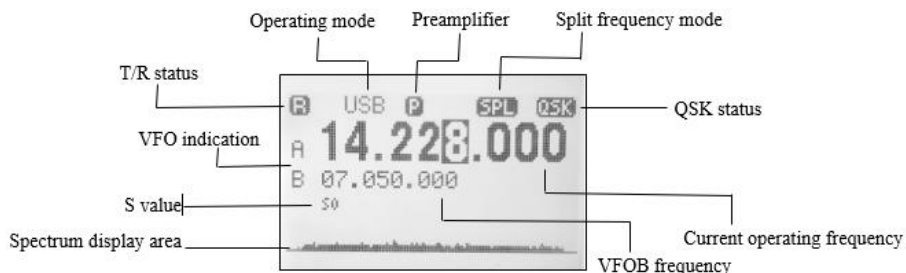 Operating mode
Preamplifier
Split frequency mode
T/R status
R USB P SPL QSK
QSK status
VFO indication
A 14.228.000
B 07.050.000
S value
S0
Spectrum display area
Current operating frequency
VFOB frequency